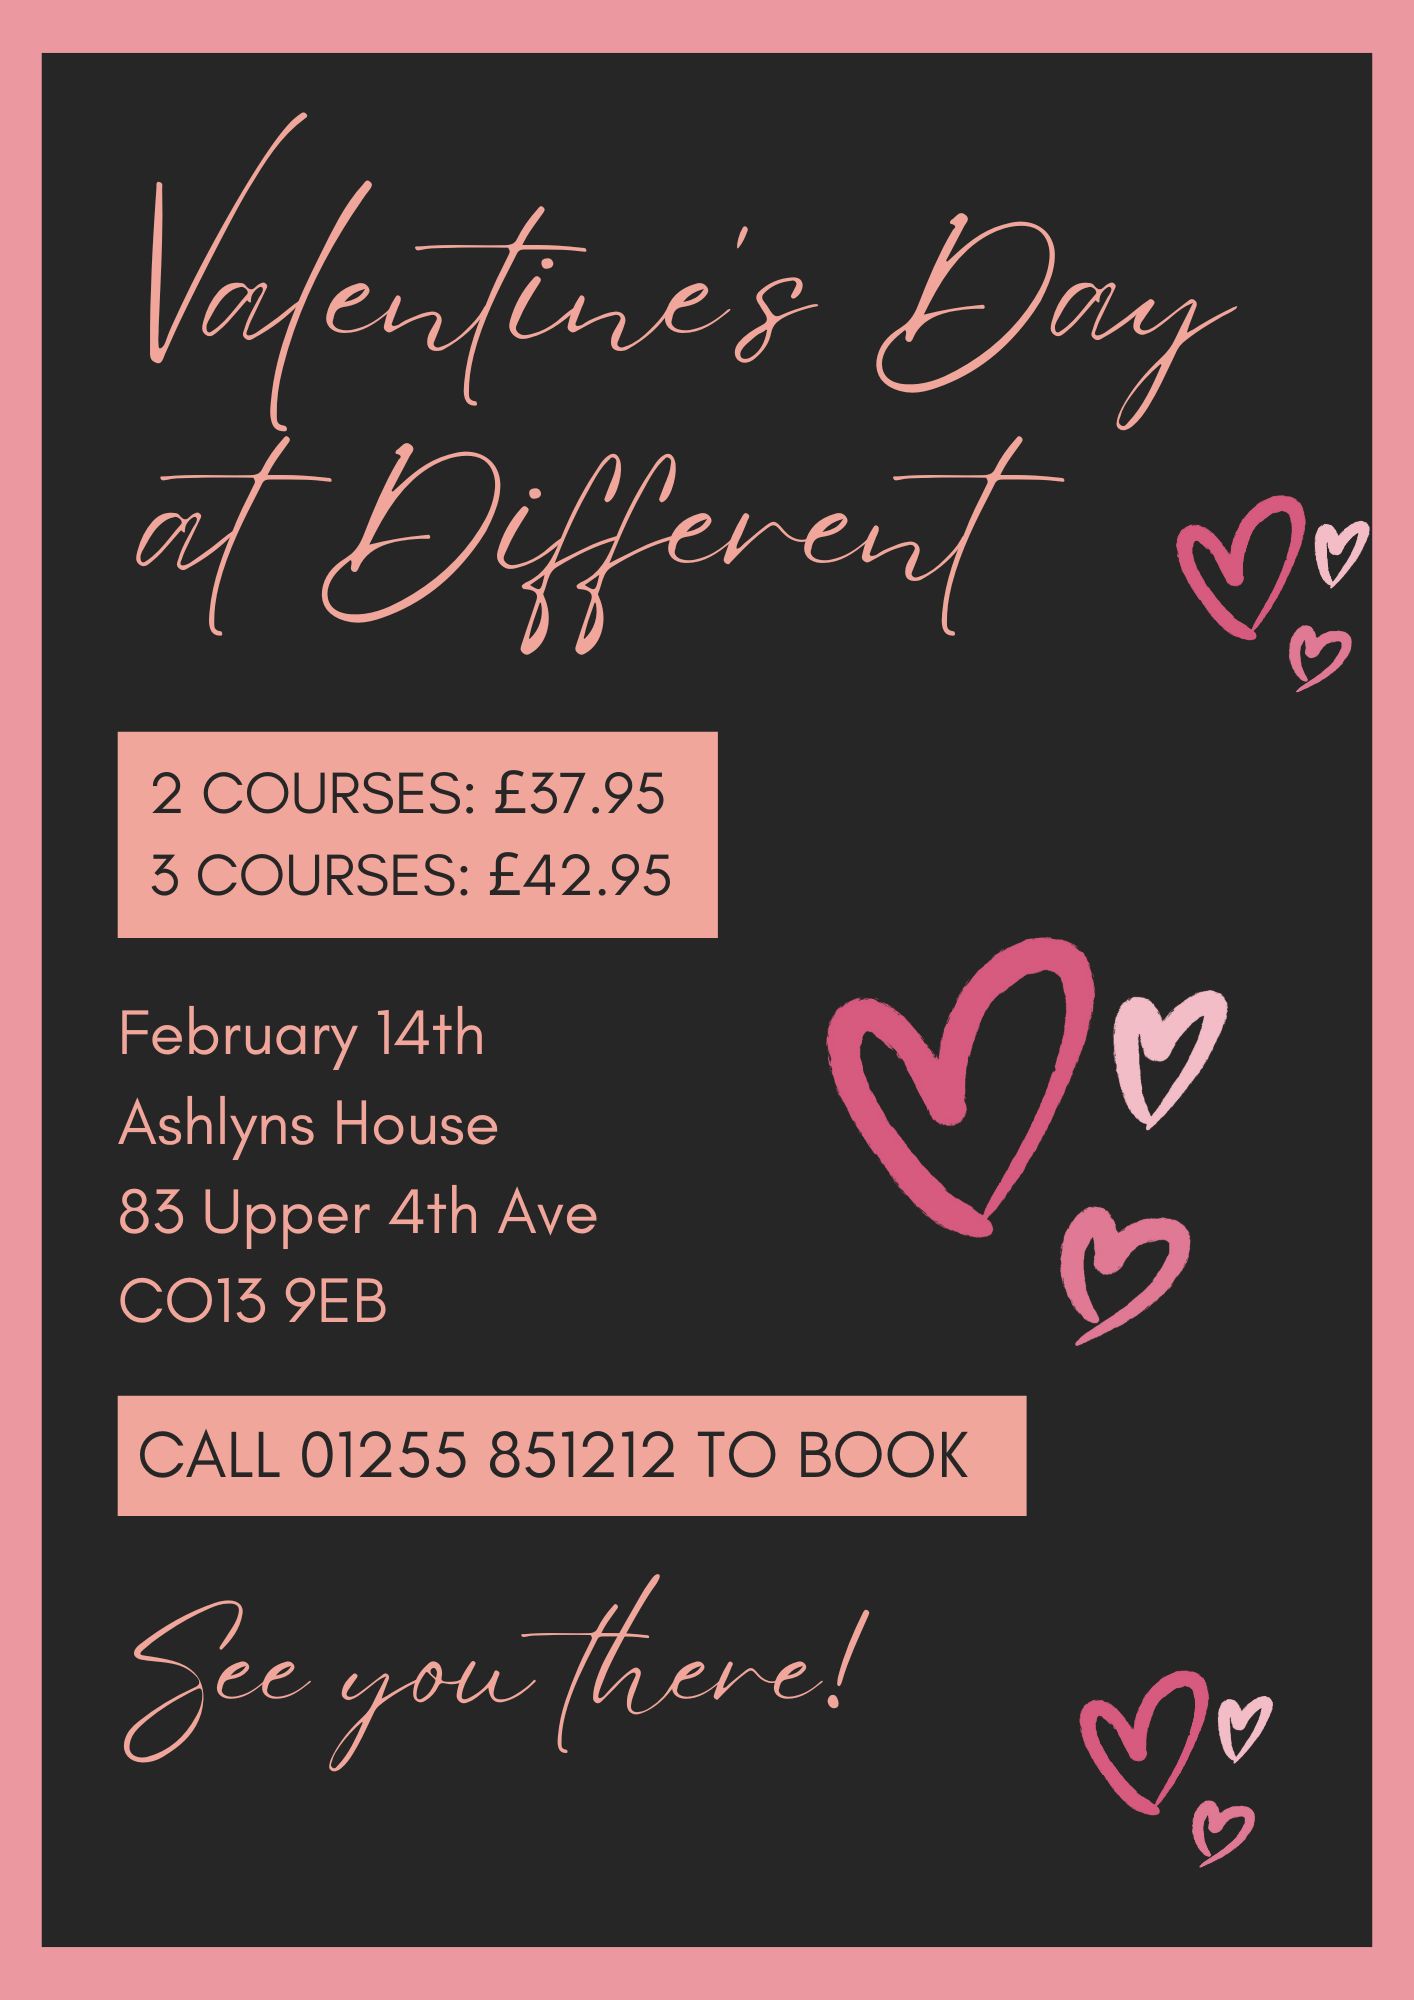 Valentine's Day
at Different
2 COURSES: £37.95
3 COURSES: £42.95
February 14th
Ashlyns House
83 Upper 4th Ave
CO13 9EB
CALL 01255 851212 TO BOOK
See you there!